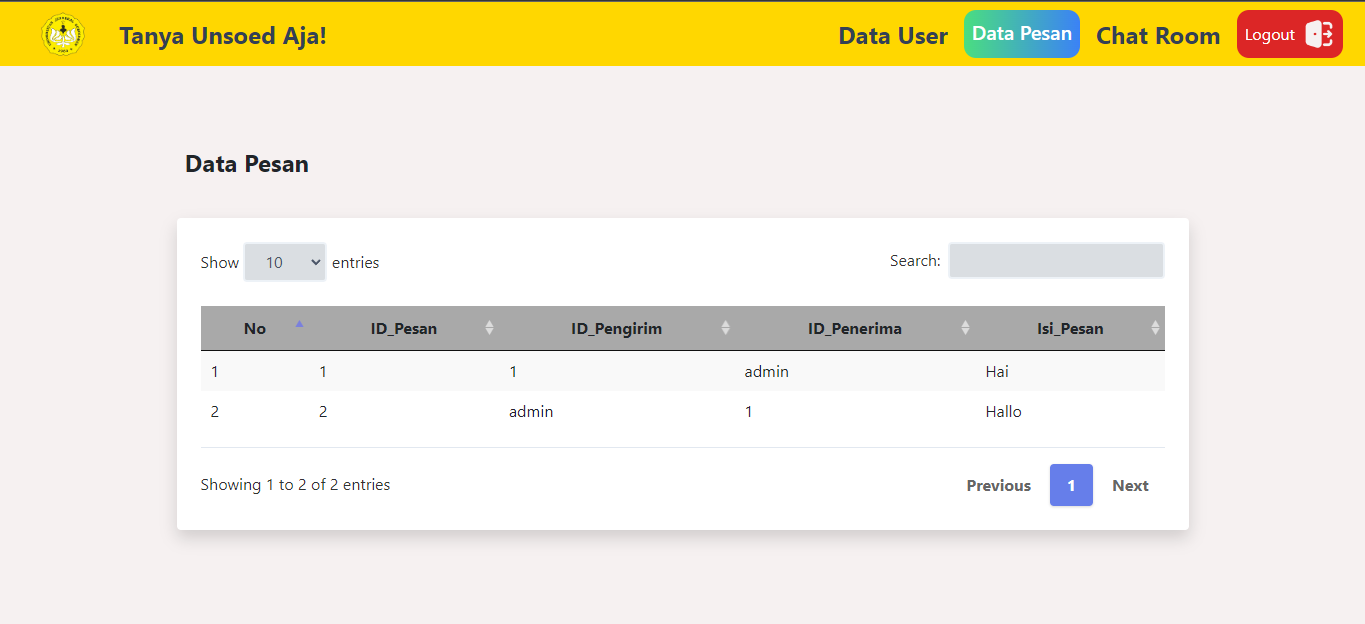 Tanya Unsoed Aja! Data User Data Pesan Chat Room Logout
Data Pesan
Show 10 entries Search:
No ID_Pesan ID_Pengirim ID_Penerima Isi_Pesan
1 1 1 admin Hai
2 2 admin 1 Hallo
Showing 1 to 2 of 2 entries Previous 1 Next